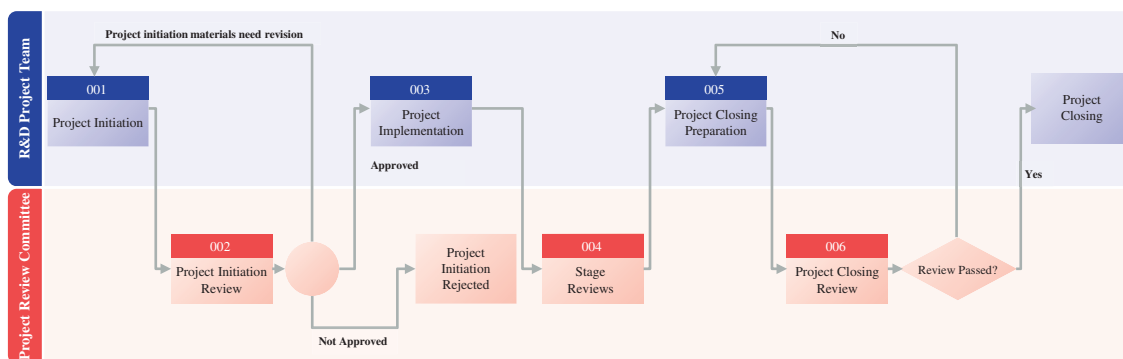 R&D Project Team
Project initiation materials need revision
No
001
Project Initiation
003
Project
Implementation
005
Project Closing
Preparation
Project
Closing
Approved
Yes
Project Review Committee
002
Project Initiation
Review
Project
Initiation
Rejected
004
Stage
Reviews
006
Project Closing
Review
Review Passed?
Not Approved